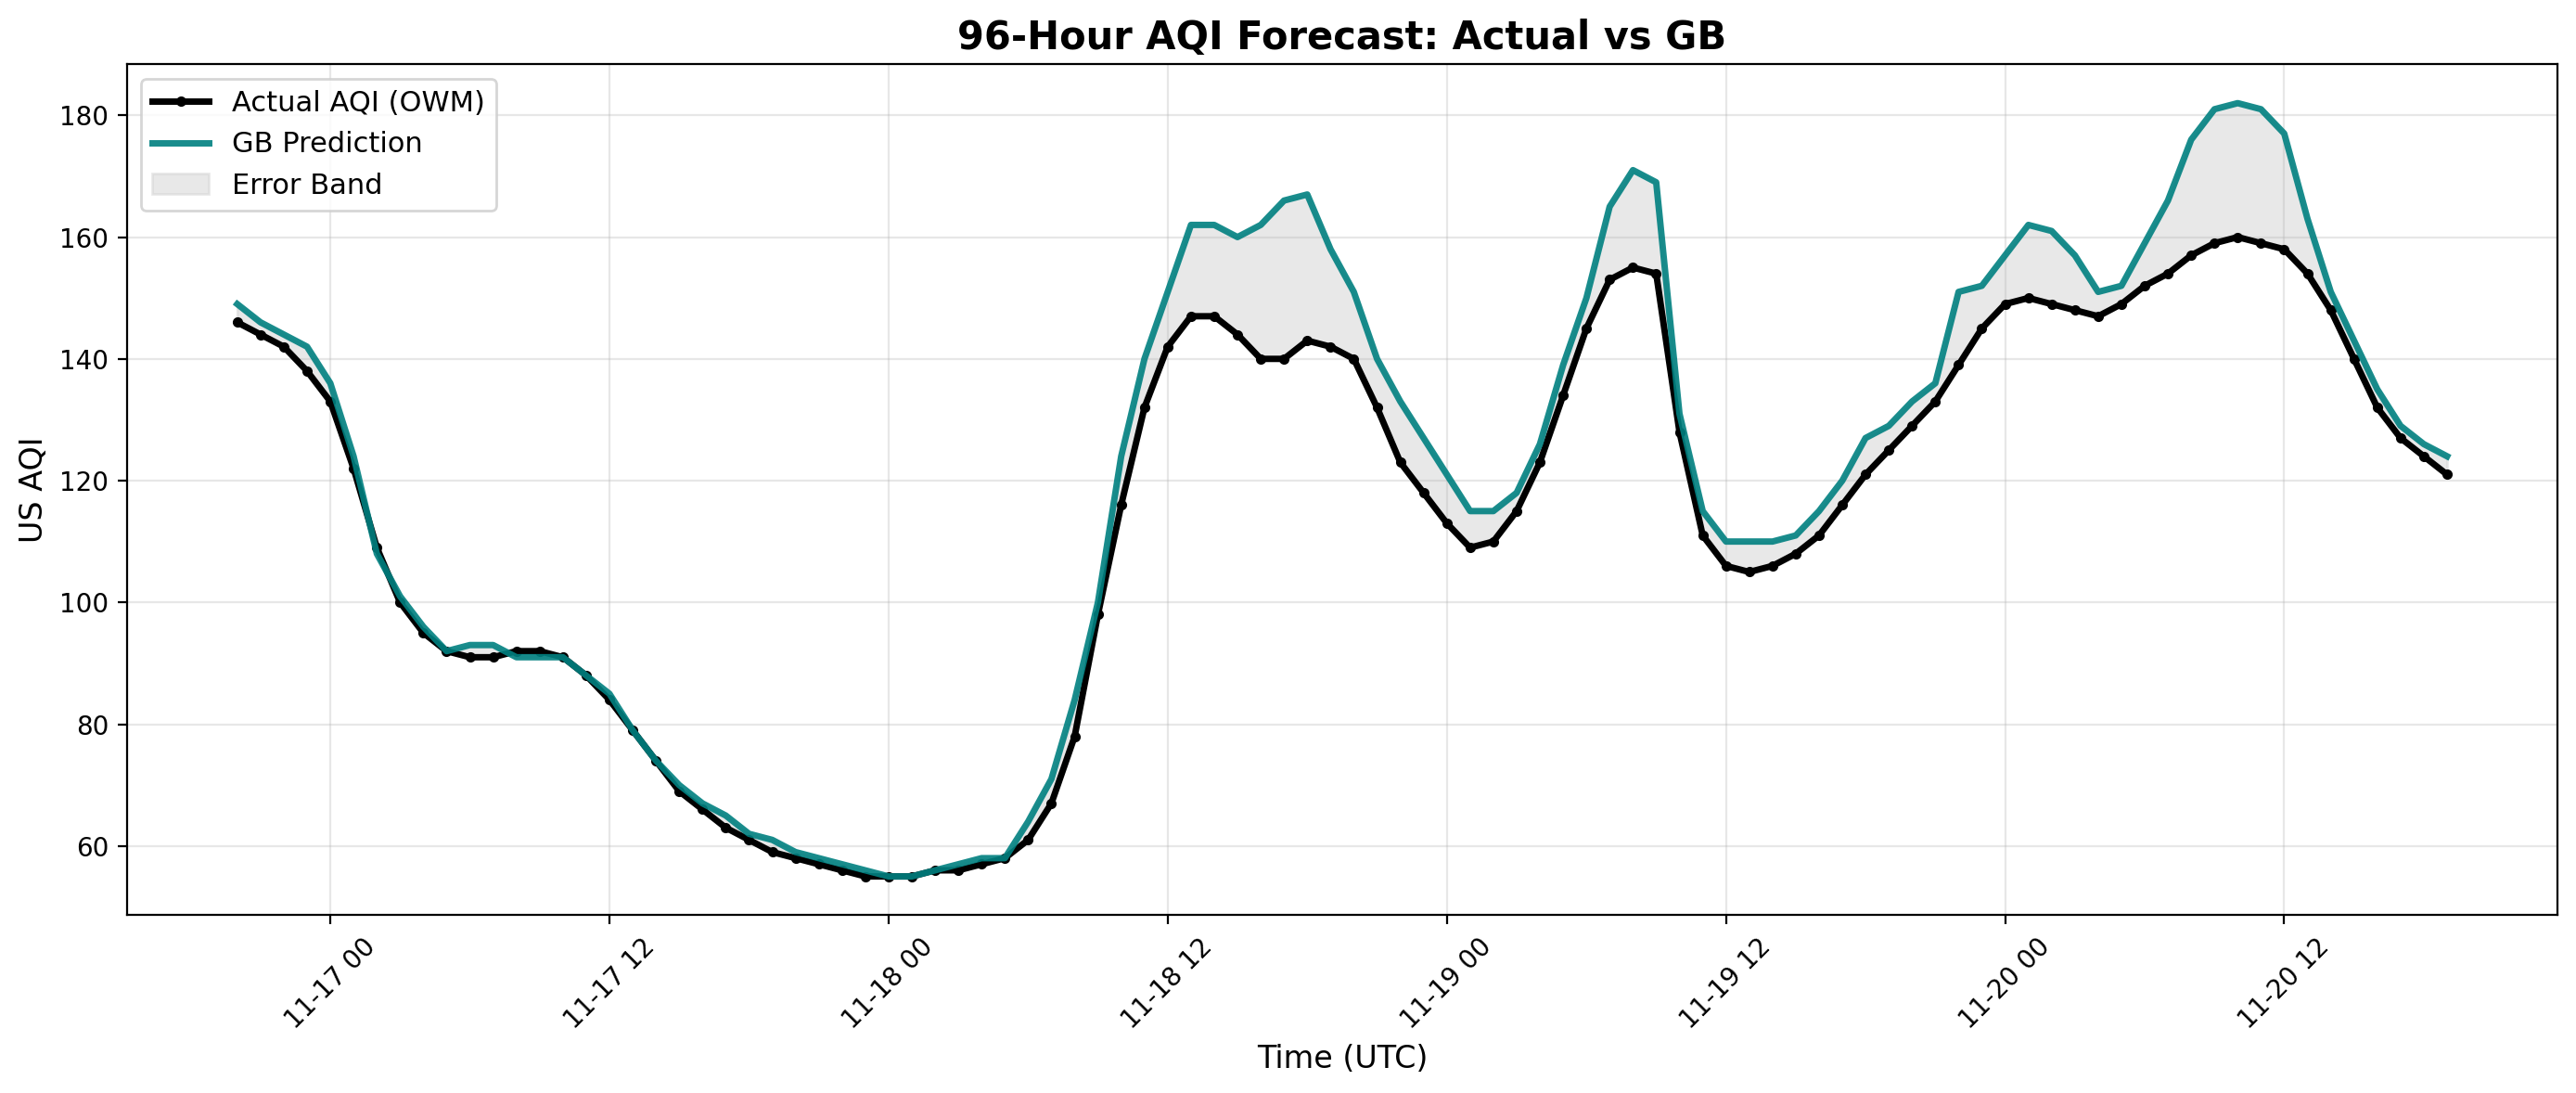 96-Hour AQI Forecast: Actual vs GB
Actual AQI (OWM)
GB Prediction
Error Band
US AQI
180
160
140
120
100
80
60
11-17 00
11-17 12
11-18 00
11-18 12
11-19 00
11-19 12
11-20 00
11-20 12
Time (UTC)